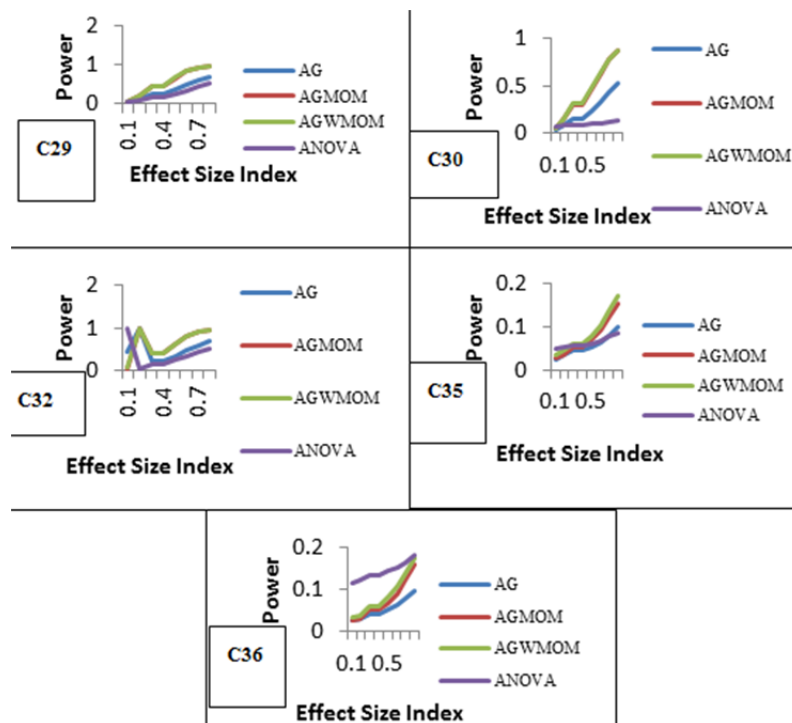 Power
2
1
0
0.1
0.4
0.7
AG
AGMOM
AGWMOM
ANOVA
C29
Effect Size Index
Power
1
0.5
0
0.1 0.5
AG
AGMOM
AGWMOM
ANOVA
C30
Effect Size Index
Power
2
1
0
0.1
0.4
0.7
AG
AGMOM
AGWMOM
ANOVA
C32
Effect Size Index
Power
0.2
0.1
0
0.1 0.5
AG
AGMOM
AGWMOM
ANOVA
C35
Effect Size Index
Power
0.2
0.1
0
0.1 0.5
AG
AGMOM
AGWMOM
ANOVA
C36
Effect Size Index